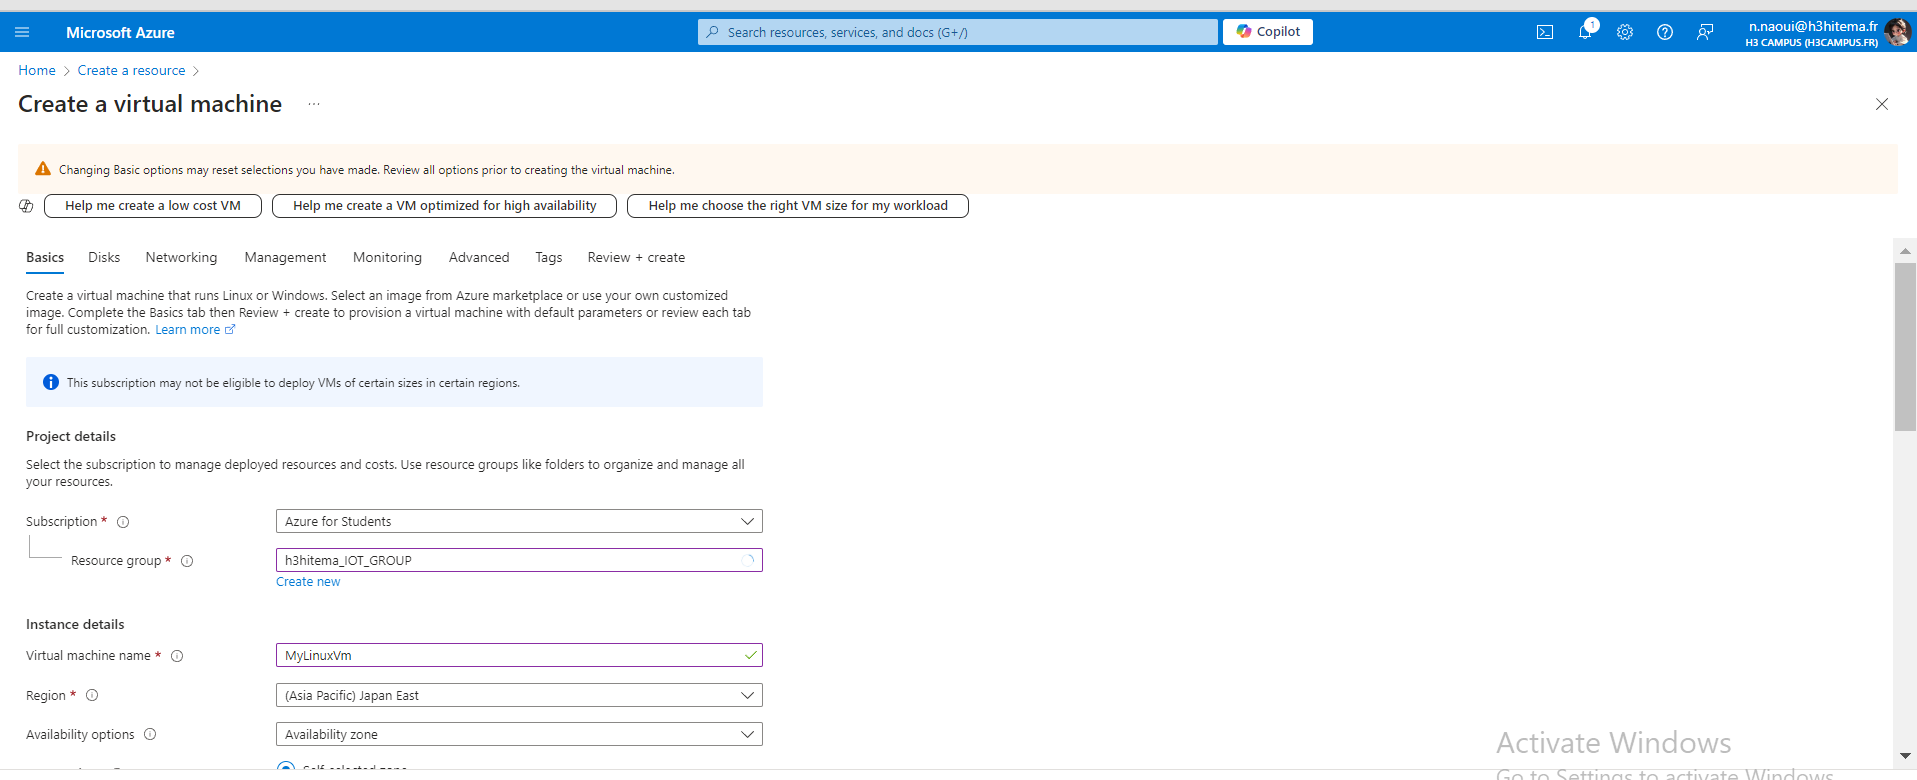 Microsoft Azure
Search resources, services, and docs (G+/)
Copilot
1
n.naoui@h3hitema.fr
H3 CAMPUS (H3CAMPUS.FR)
Home > Create a resource >
Create a virtual machine ...
Changing Basic options may reset selections you have made. Review all options prior to creating the virtual machine.
Help me create a low cost VM
Help me create a VM optimized for high availability
Help me choose the right VM size for my workload
Basics Disks Networking Management Monitoring Advanced Tags Review + create
Create a virtual machine that runs Linux or Windows. Select an image from Azure marketplace or use your own customized
image. Complete the Basics tab then Review + create to provision a virtual machine with default parameters or review each tab
for full customization. Learn more
This subscription may not be eligible to deploy VMs of certain sizes in certain regions.
Project details
Select the subscription to manage deployed resources and costs. Use resource groups like folders to organize and manage all
your resources.
Subscription *
Azure for Students
Resource group *
h3hitema_IOT_GROUP
Create new
Instance details
Virtual machine name *
MyLinuxVm
Region *
(Asia Pacific) Japan East
Availability options
Availability zone
Self-selected zone
Activate Windows
Go to Settings to activate Windows.